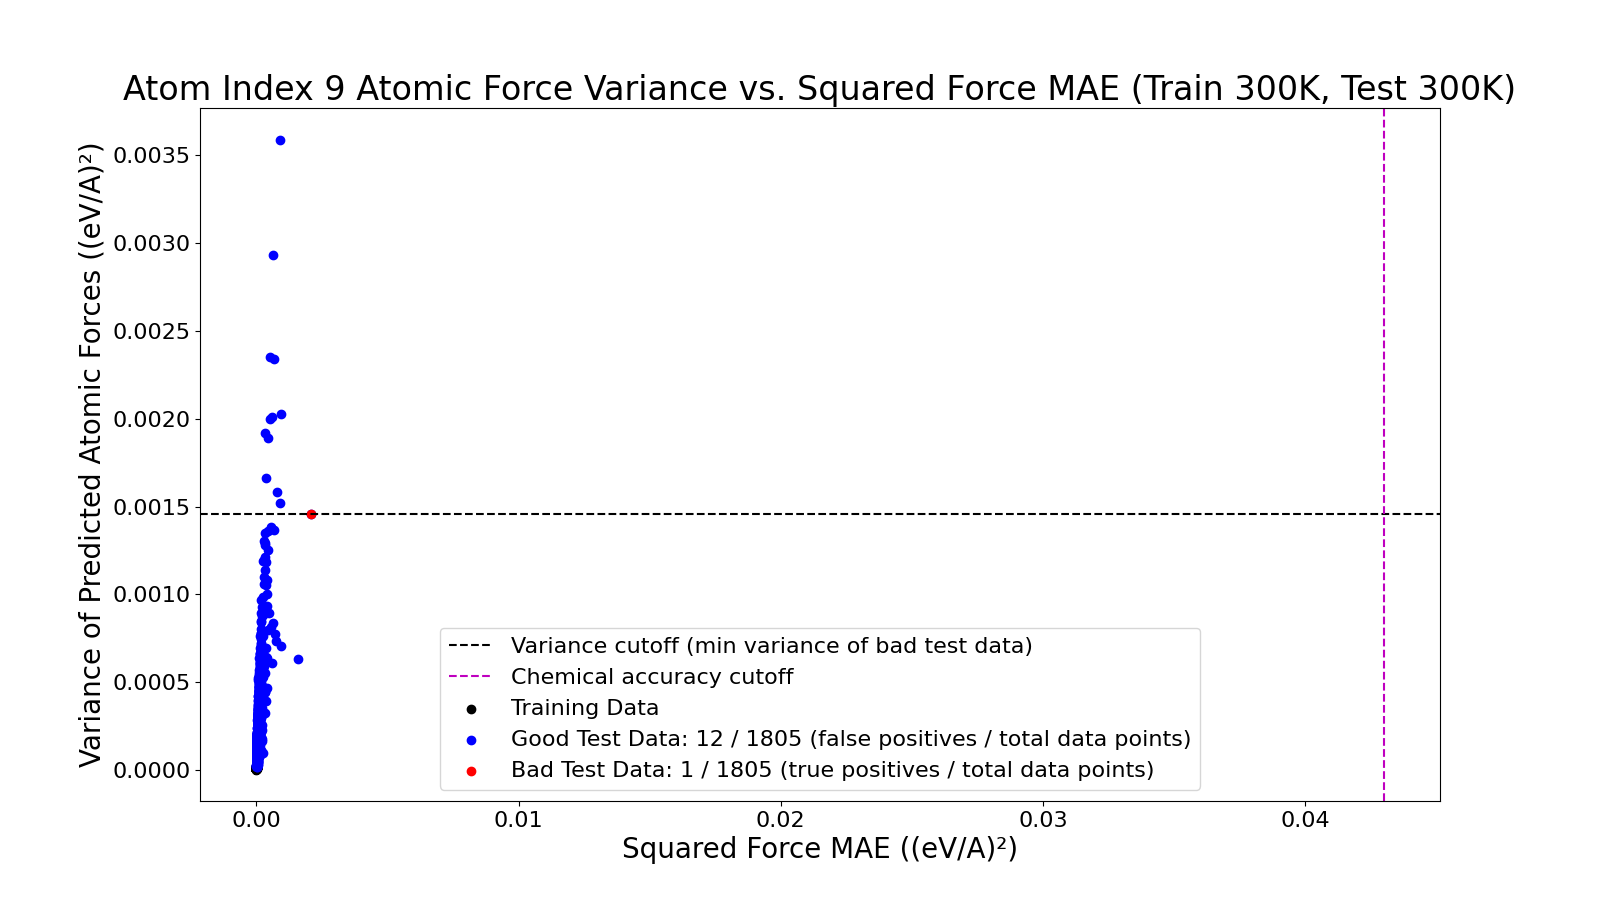 Atom Index 9 Atomic Force Variance vs. Squared Force MAE (Train 300K, Test 300K)
Variance of Predicted Atomic Forces ((eV/A)²)
0.0035
0.0030
0.0025
0.0020
0.0015
0.0010
0.0005
0.0000
Variance cutoff (min variance of bad test data)
Chemical accuracy cutoff
Training Data
Good Test Data: 12 / 1805 (false positives / total data points)
Bad Test Data: 1 / 1805 (true positives / total data points)
0.00 0.01 0.02 0.03 0.04
Squared Force MAE ((eV/A)²)